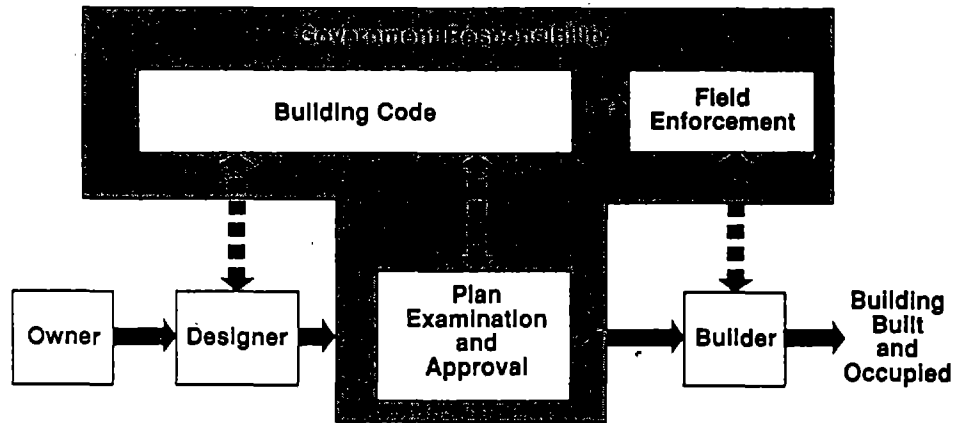 Government Responsibility
Building Code
Field
Enforcement
Owner
Designer
Plan
Examination
and
Approval
Builder
Building
Built
and
Occupied